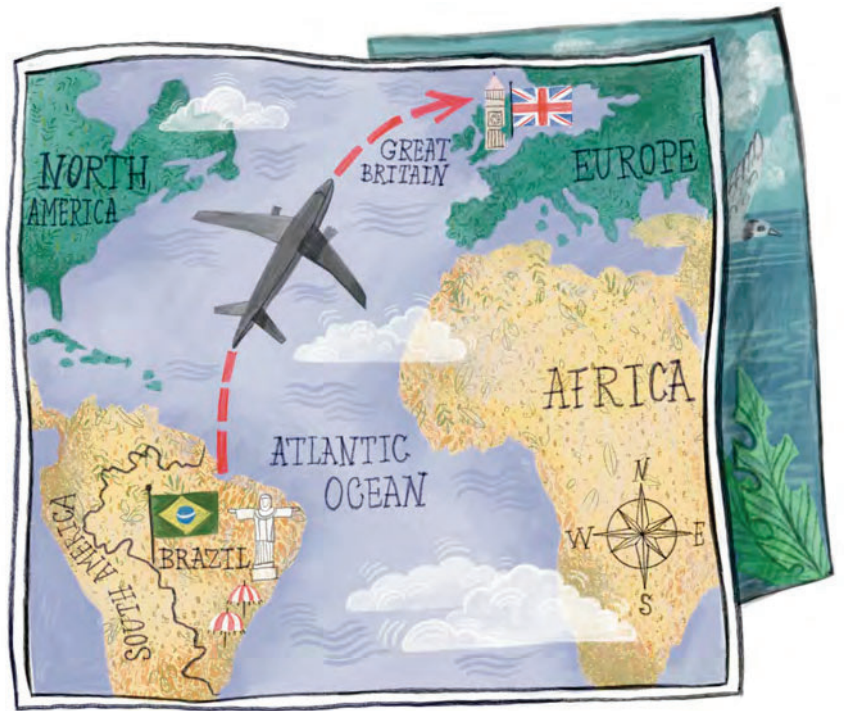 NORTH
AMERICA
GREAT
BRITAIN
EUROPE
AFRICA
ATLANTIC
OCEAN
SOUTH AMERICA
BRAZIL
N
W
E
S